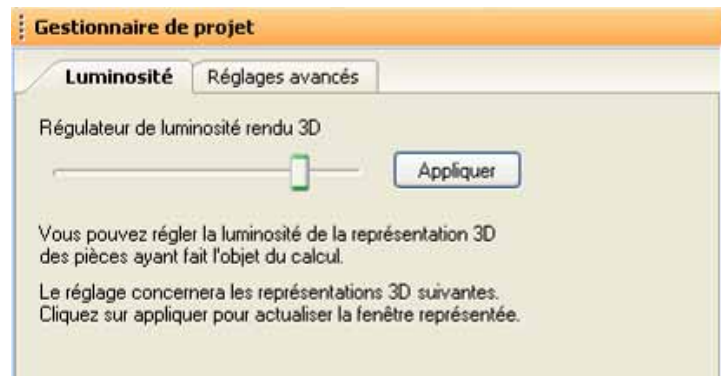 Gestionnaire de projet
Luminosité
Réglages avancés
Régulateur de luminosité rendu 3D
Appliquer
Vous pouvez régler la luminosité de la représentation 3D
des pièces ayant fait l'objet du calcul.
Le réglage concernera les représentations 3D suivantes.
Cliquez sur appliquer pour actualiser la fenêtre représentée.